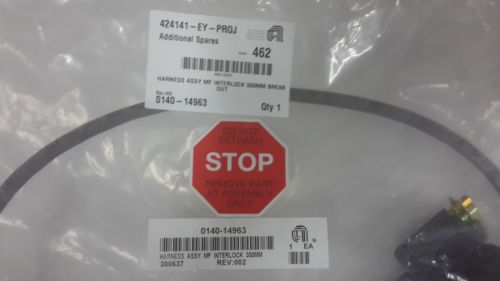 424141-EY-PROJ
Additional Spares
462
HARNESS ASSY MF INTERLOCK 300MM BREAK
OUT
0140-14963
Qty 1
DO NOT
DETRASH
STOP
REMOVE PART
AT ASSEMBLY
ONLY
0140-14963
1 EA
HARNESS ASSY MF INTERLOCK 300MM
300637 REV:002